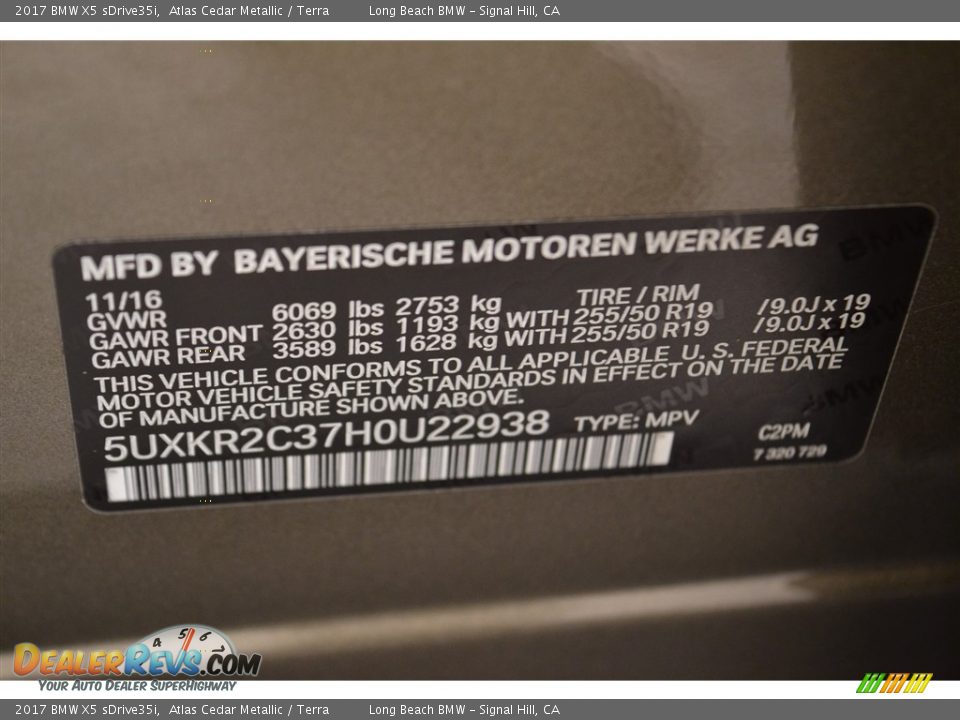 2017 BMW X5 sDrive35i, Atlas Cedar Metallic / Terra Long Beach BMW - Signal Hill, CA
MFD BY BAYERISCHE MOTOREN WERKE AG
11/16 TIRE / RIM
GVWR 6069 lbs 2753 kg
GAWR FRONT 2630 lbs 1193 kg WITH 255/50 R19 /9.0J x 19
GAWR REAR 3589 lbs 1628 kg WITH 255/50 R19 /9.0J x 19
THIS VEHICLE CONFORMS TO ALL APPLICABLE U. S. FEDERAL
MOTOR VEHICLE SAFETY STANDARDS IN EFFECT ON THE DATE
OF MANUFACTURE SHOWN ABOVE.
5UXKR2C37H0U22938 TYPE: MPV
C2PM
7 320 729
4 5 6 7
DEALERREVS.COM
YOUR AUTO DEALER SUPERHIGHWAY
2017 BMW X5 sDrive35i, Atlas Cedar Metallic / Terra Long Beach BMW - Signal Hill, CA